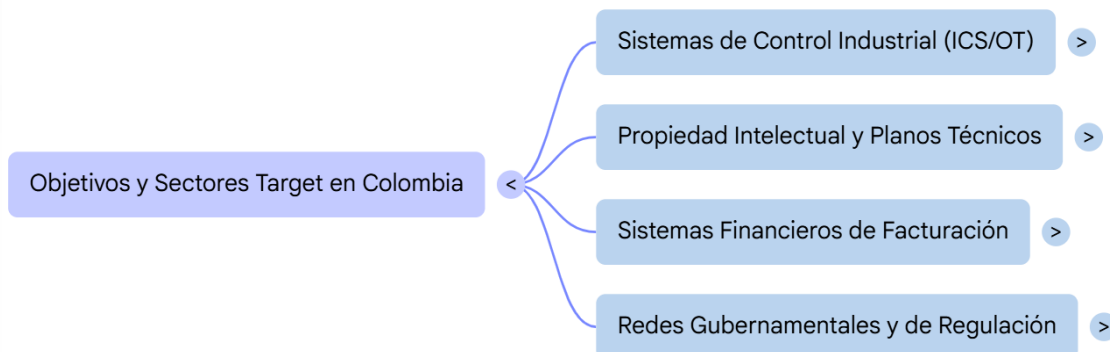 Sistemas de Control Industrial (ICS/OT) >
Propiedad Intelectual y Planos Técnicos >
Objetivos y Sectores Target en Colombia <
Sistemas Financieros de Facturación >
Redes Gubernamentales y de Regulación >